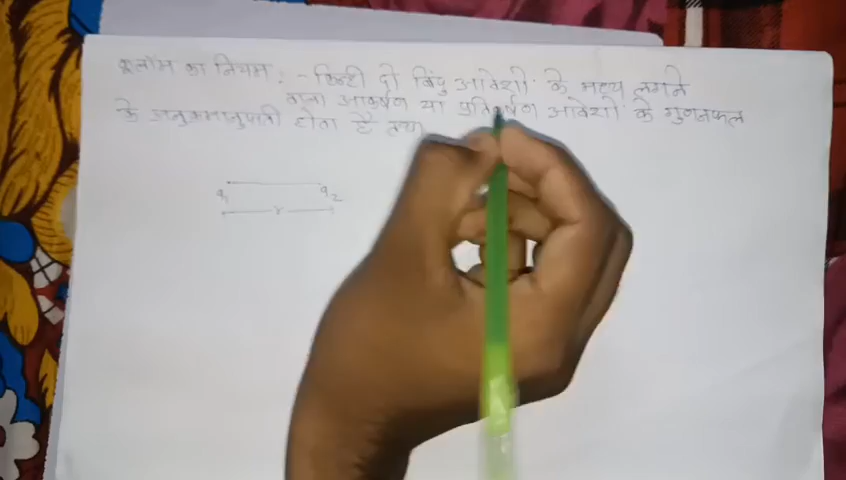 कूलॉम का नियम : - किन्ही दो बिंदु आवेशों के मध्य लगने
वाला आकर्षण या प्रतिकर्षण आवेशों के गुणनफल
के अनुक्रमानुपाती होता है तथा
q1 q2
r